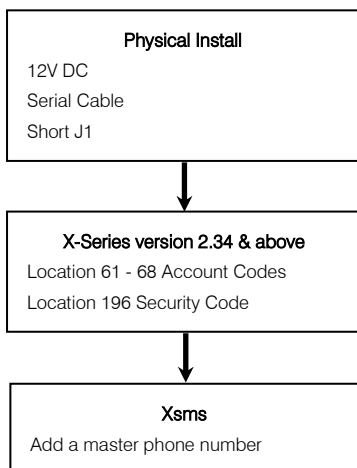 Physical Install
12V DC
Serial Cable
Short J1
X-Series version 2.34 & above
Location 61 - 68 Account Codes
Location 196 Security Code
Xsms
Add a master phone number